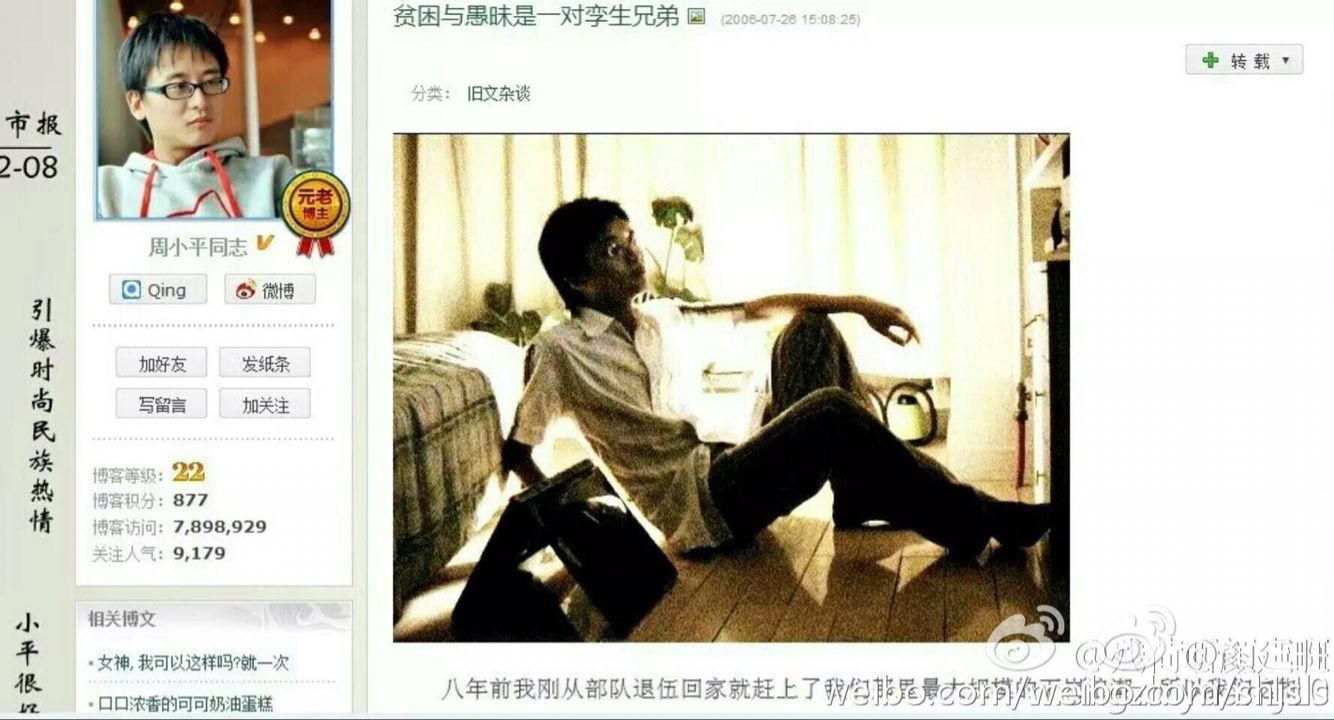 市报
2-08
引爆时尚民族热情
小平很
元老
博主
周小平同志
Qing
微博
加好友
发纸条
写留言
加关注
博客等级：22
博客积分：877
博客访问：7,898,929
关注人气：9,179
相关博文
女神，我可以这样吗?就一次
口口浓香的可可奶油蛋糕
贫困与愚昧是一对孪生兄弟 (2006-07-26 15:08:25)
转载
分类： 旧文杂谈
八年前我刚从部队退伍回家就赶上了我们